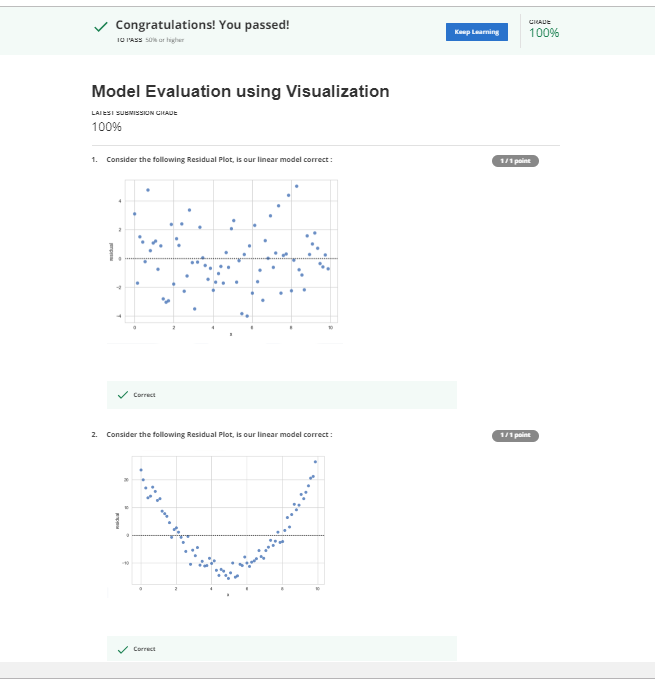 Congratulations! You passed!
TO PASS 50% or higher
Keep Learning
GRADE
100%
Model Evaluation using Visualization
LATEST SUBMISSION GRADE
100%
1. Consider the following Residual Plot, is our linear model correct :
1 / 1 point
4
2
0
-2
-4
residual
0 2 4 6 8 10
x
Correct
2. Consider the following Residual Plot, is our linear model correct :
1 / 1 point
20
10
0
-10
residual
0 2 4 6 8 10
x
Correct